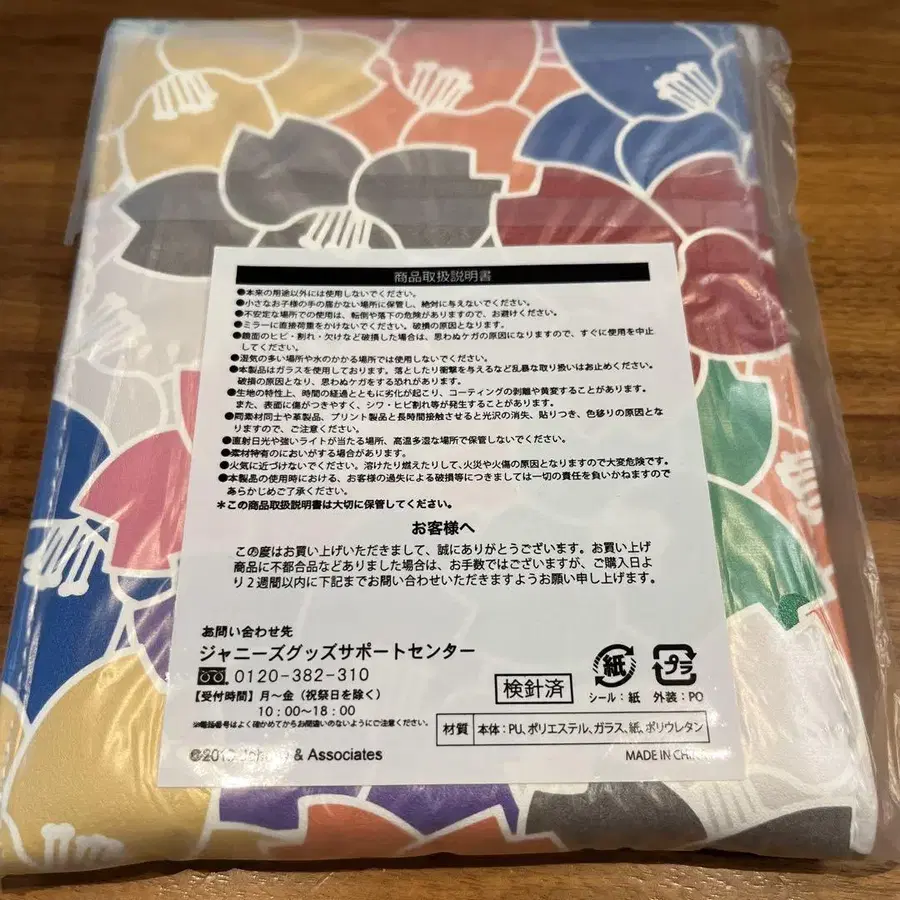 商品取扱説明書
●本来の用途以外には使用しないでください。
●小さなお子様の手の届かない場所に保管し、絶対に与えないでください。
●不安定な場所での使用は、転倒や落下の危険がありますので、お避けください。
●ミラーに直接荷重をかけないでください。破損の原因となります。
●鏡面のヒビ・割れ・欠けなど破損した場合は、思わぬケガの原因になりますので、すぐに使用を中止
してください。
●湿気の多い場所や水のかかる場所では使用しないでください。
●本製品はガラスを使用しております。落としたり衝撃を与えるなど乱暴な取り扱いはお止めください。
破損の原因となり、思わぬケガをする恐れがあります。
●生地の特性上、時間の経過とともに劣化が起こり、コーティングの剥離や黄変することがあります。
また、表面に傷がつきやすく、シワ・ヒビ割れ等が発生することがあります。
●同素材同士や革製品、プリント製品と長時間接触させると光沢の消失、貼りつき、色移りの原因とな
りますので、ご注意ください。
●直射日光や強いライトが当たる場所、高温多湿な場所で保管しないでください。
●素材特有のにおいがする場合があります。
●火気に近づけないでください。溶けたり燃えたりして、火災や火傷の原因となりますので大変危険です。
●本製品の使用時における、お客様の過失による破損等につきましては一切の責任を負いかねますので
あらかじめご了承ください。
＊この商品取扱説明書は大切に保管してください。
お客様へ
この度はお買い上げいただきまして、誠にありがとうございます。お買い上げ
商品に不都合品などありました場合は、お手数ではございますが、ご購入日より
２週間以内に下記までお問い合わせいただきますようお願い申し上げます。
お問い合わせ先
ジャニーズグッズサポートセンター
0120-382-310
【受付時間】月～金（祝祭日を除く）
10：00～18：00
※電話番号はよく確かめてからお間違いのないようにご注意ください。
検針済
紙
シール：紙
プラ
外装：PO
材質 本体：PU、ポリエステル、ガラス、紙、ポリウレタン
& Associates
MADE IN